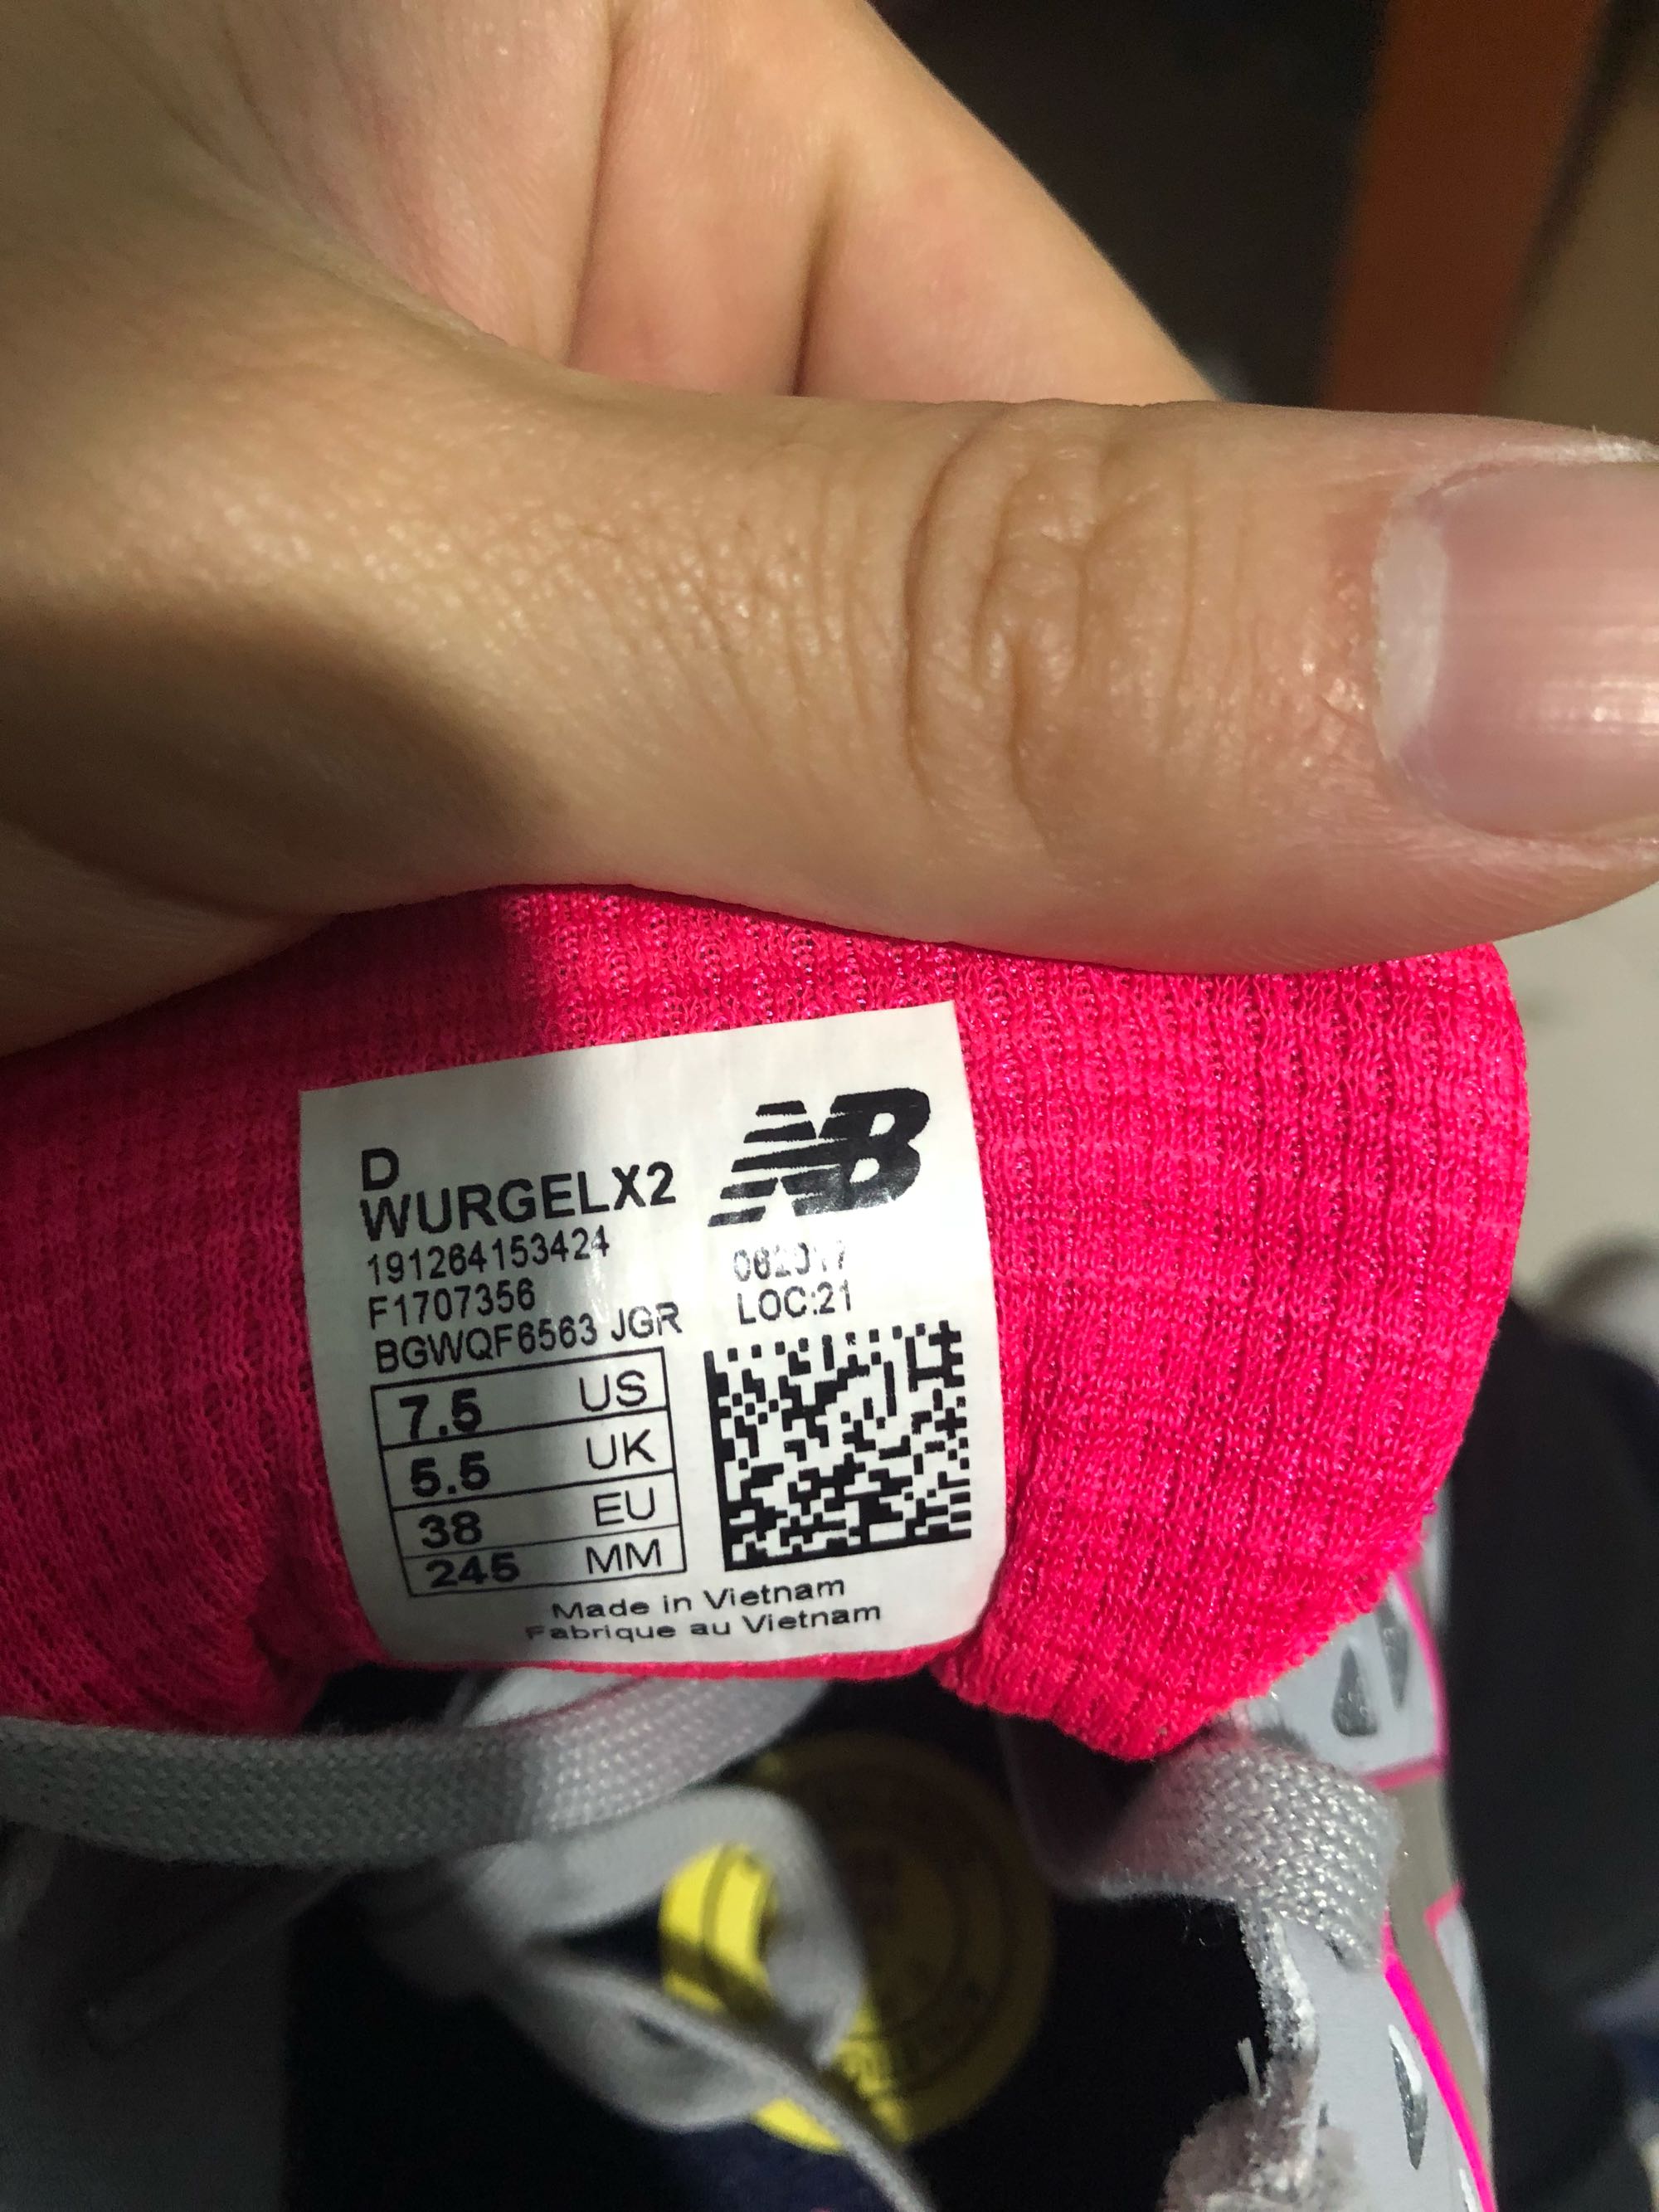 D
WURGELX2
NB
191264153424
F1707356
LOC:21
BGWQF6563 JGR
7.5 US
5.5 UK
38 EU
245 MM
Made in Vietnam
Fabrique au Vietnam